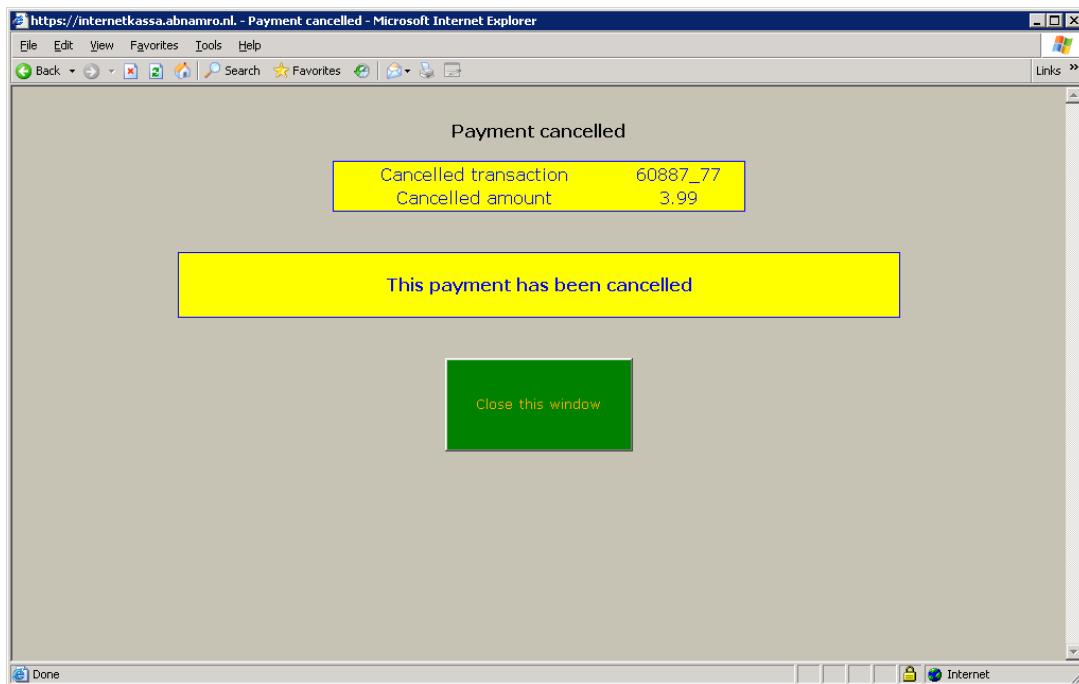 https://internetkassa.abnamro.nl. - Payment cancelled - Microsoft Internet Explorer
File Edit View Favorites Tools Help
Back Search Favorites Links »
Payment cancelled
Cancelled transaction 60887_77
Cancelled amount 3.99
This payment has been cancelled
Close this window
Done Internet